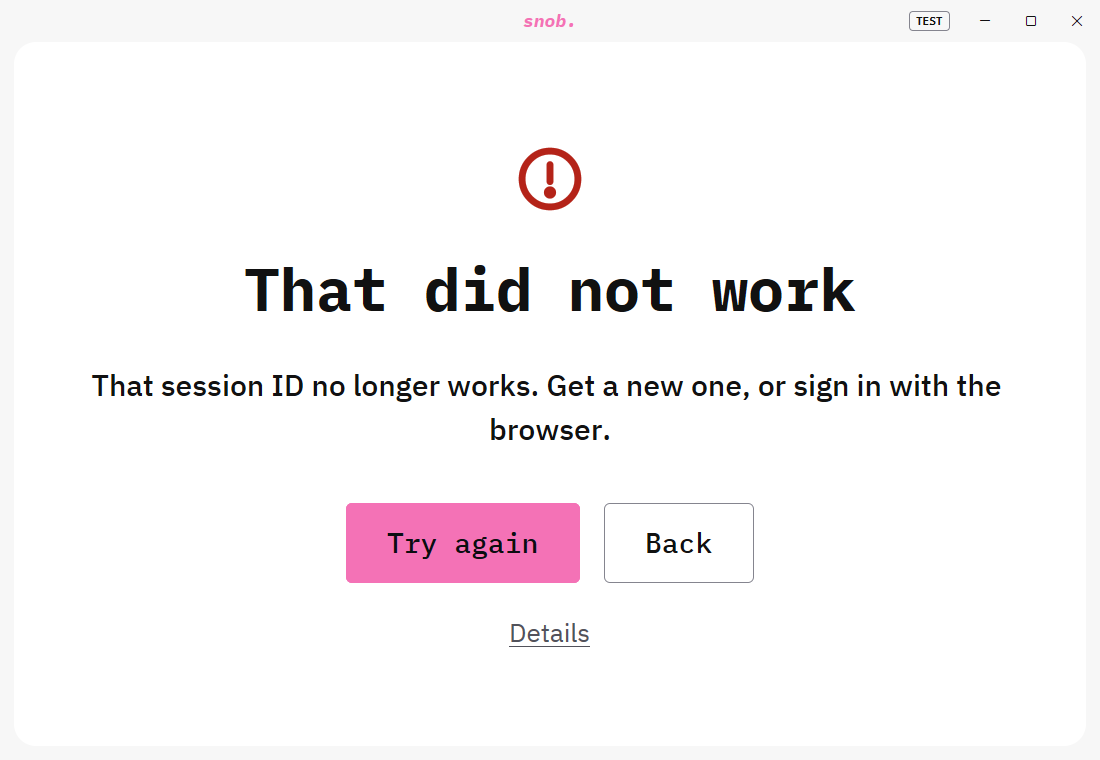 snob.
TEST
That did not work
That session ID no longer works. Get a new one, or sign in with the
browser.
Try again
Back
Details